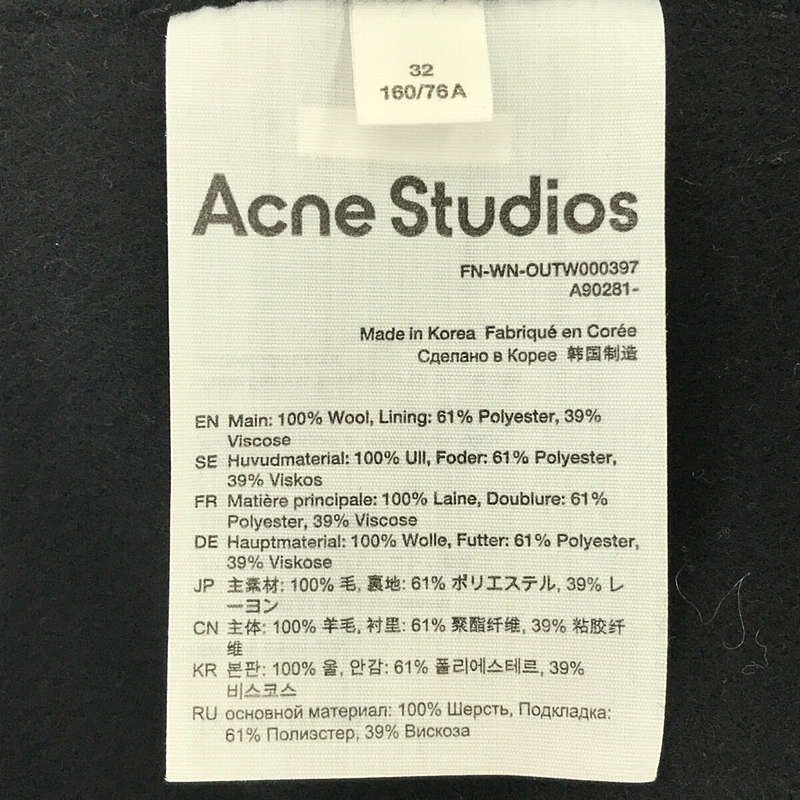 32
160/76A
Acne Studios
FN-WN-OUTW000397
A90281-
Made in Korea Fabriqué en Corée
Сделано в Корее 韩国制造
EN Main: 100% Wool, Lining: 61% Polyester, 39%
Viscose
SE Huvudmaterial: 100% Ull, Foder: 61% Polyester,
39% Viskos
FR Matière principale: 100% Laine, Doublure: 61%
Polyester, 39% Viscose
DE Hauptmaterial: 100% Wolle, Futter: 61% Polyester,
39% Viskose
JP 主素材: 100% 毛, 裏地: 61% ポリエステル, 39% レ
ーヨン
CN 主体: 100% 羊毛, 衬里: 61% 聚酯纤维, 39% 粘胶纤
维
KR 본판: 100% 울, 안감: 61% 폴리에스테르, 39%
비스코스
RU основной материал: 100% Шерсть, Подкладка:
61% Полиэстер, 39% Вискоза